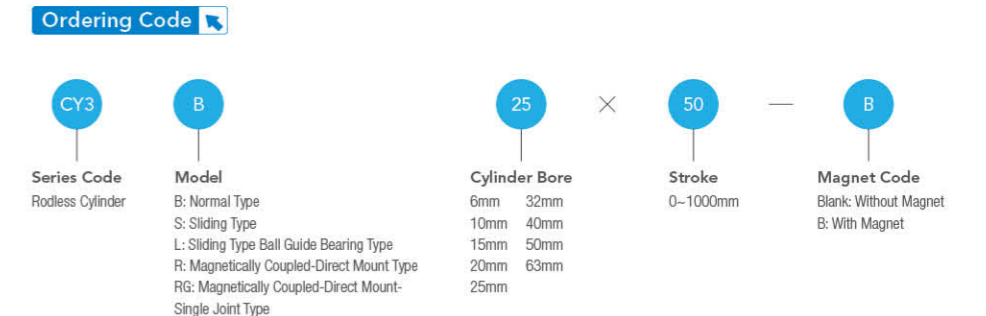 Ordering Code
CY3 B 25 × 50 — B
Series Code
Rodless Cylinder
Model
B: Normal Type
S: Sliding Type
L: Sliding Type Ball Guide Bearing Type
R: Magnetically Coupled-Direct Mount Type
RG: Magnetically Coupled-Direct Mount-
Single Joint Type
Cylinder Bore
6mm 32mm
10mm 40mm
15mm 50mm
20mm 63mm
25mm
Stroke
0~1000mm
Magnet Code
Blank: Without Magnet
B: With Magnet